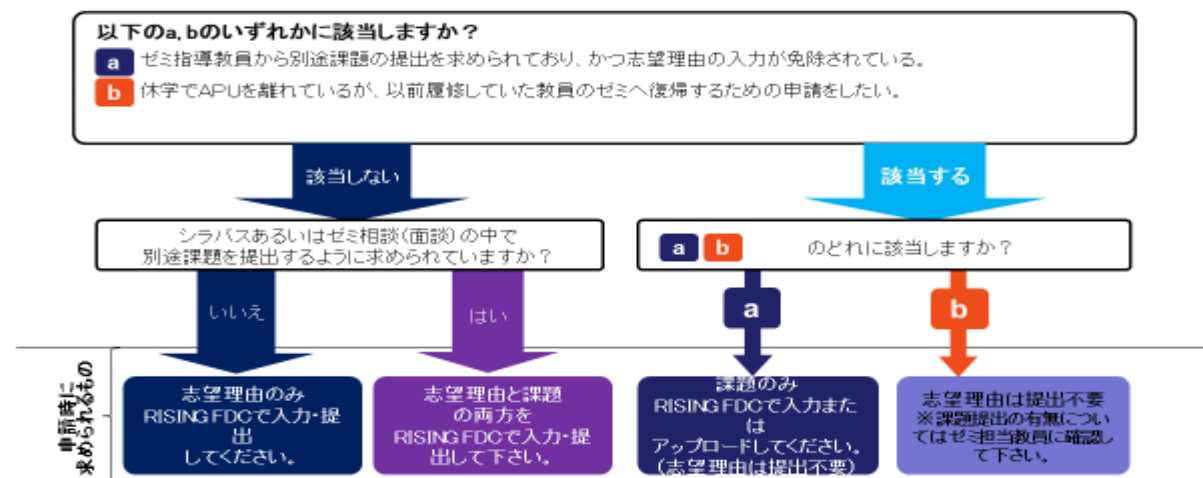 以下のa,bのいずれかに該当しますか？
a ゼミ指導教員から別途課題の提出を求められており、かつ志望理由の入力が免除されている。
b 休学でAPUを離れているが、以前履修していた教員のゼミへ復帰するための申請をしたい。
該当しない
該当する
シラバスあるいはゼミ相談(面談)の中で
別途課題を提出するように求められていますか？
a b のどれに該当しますか？
いいえ
はい
a
b
申請時に
求められるもの
志望理由のみ
RISING FDCで入力・提
出
してください。
志望理由と課題
の両方を
RISING FDCで入力・提
出して下さい。
課題のみ
RISING FDCで入力また
は
アップロードしてください。
(志望理由は提出不要)
志望理由は提出不要
※課題提出の有無につい
てはゼミ担当教員に確認し
て下さい。